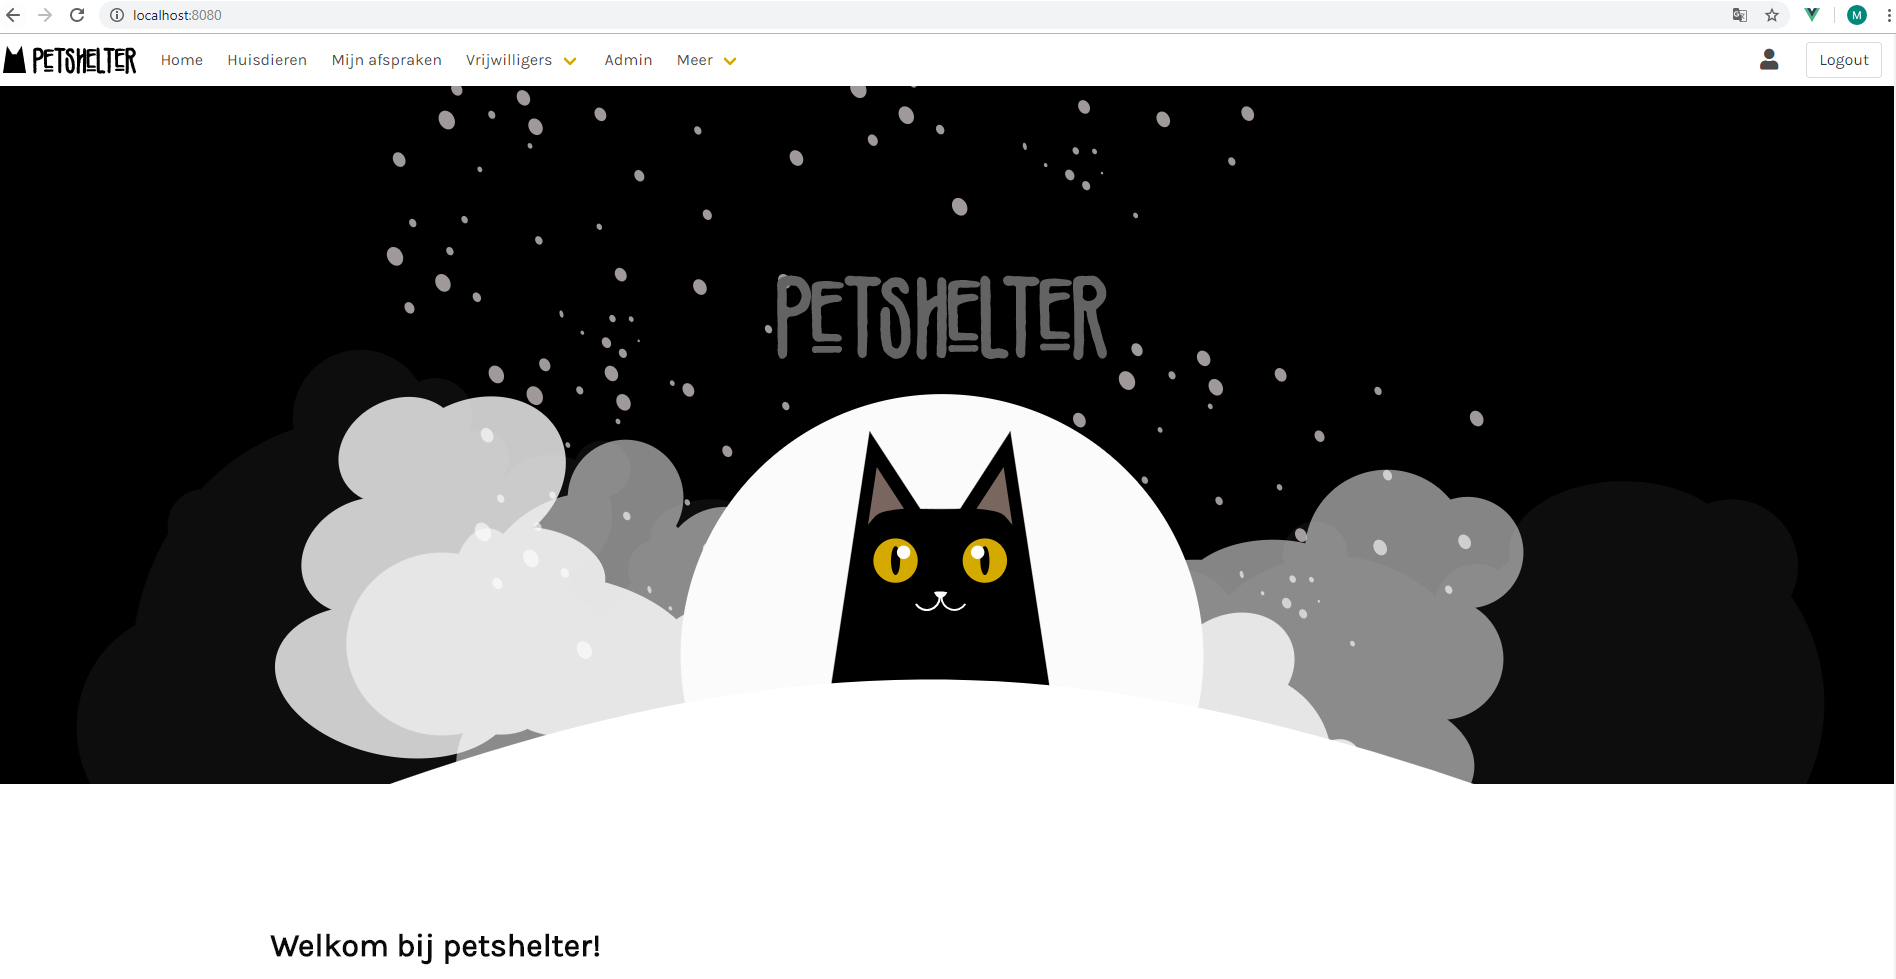 localhost:8080
PETSHELTER Home Huisdieren Mijn afspraken Vrijwilligers Admin Meer Logout
M
PETSHELTER
Welkom bij petshelter!